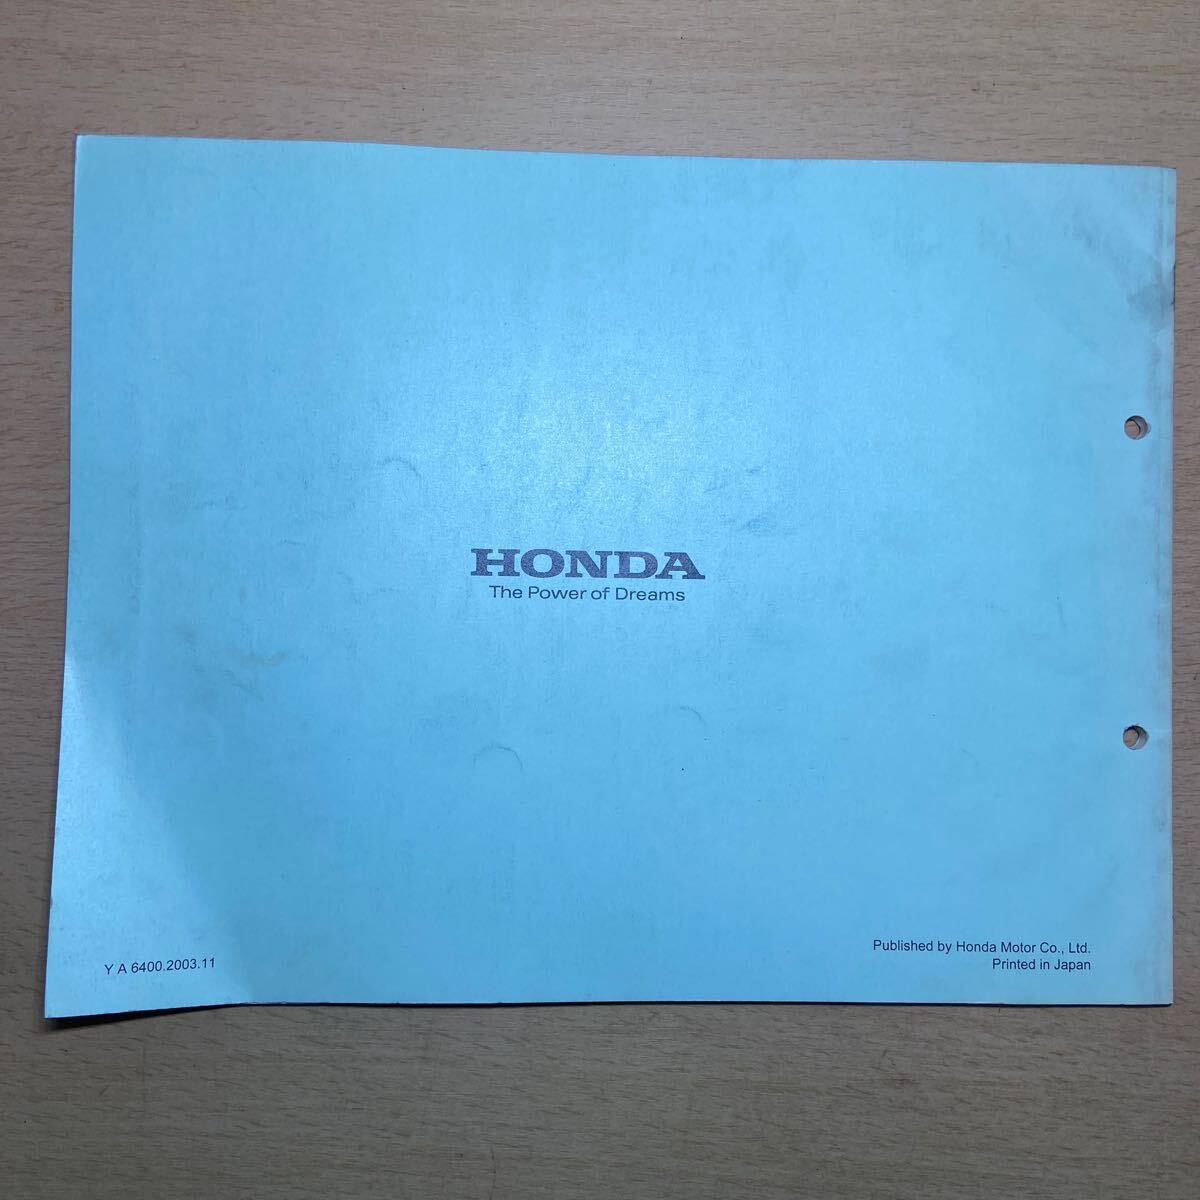 HONDA
The Power of Dreams
Published by Honda Motor Co., Ltd.
Printed in Japan
Y A 6400.2003.11